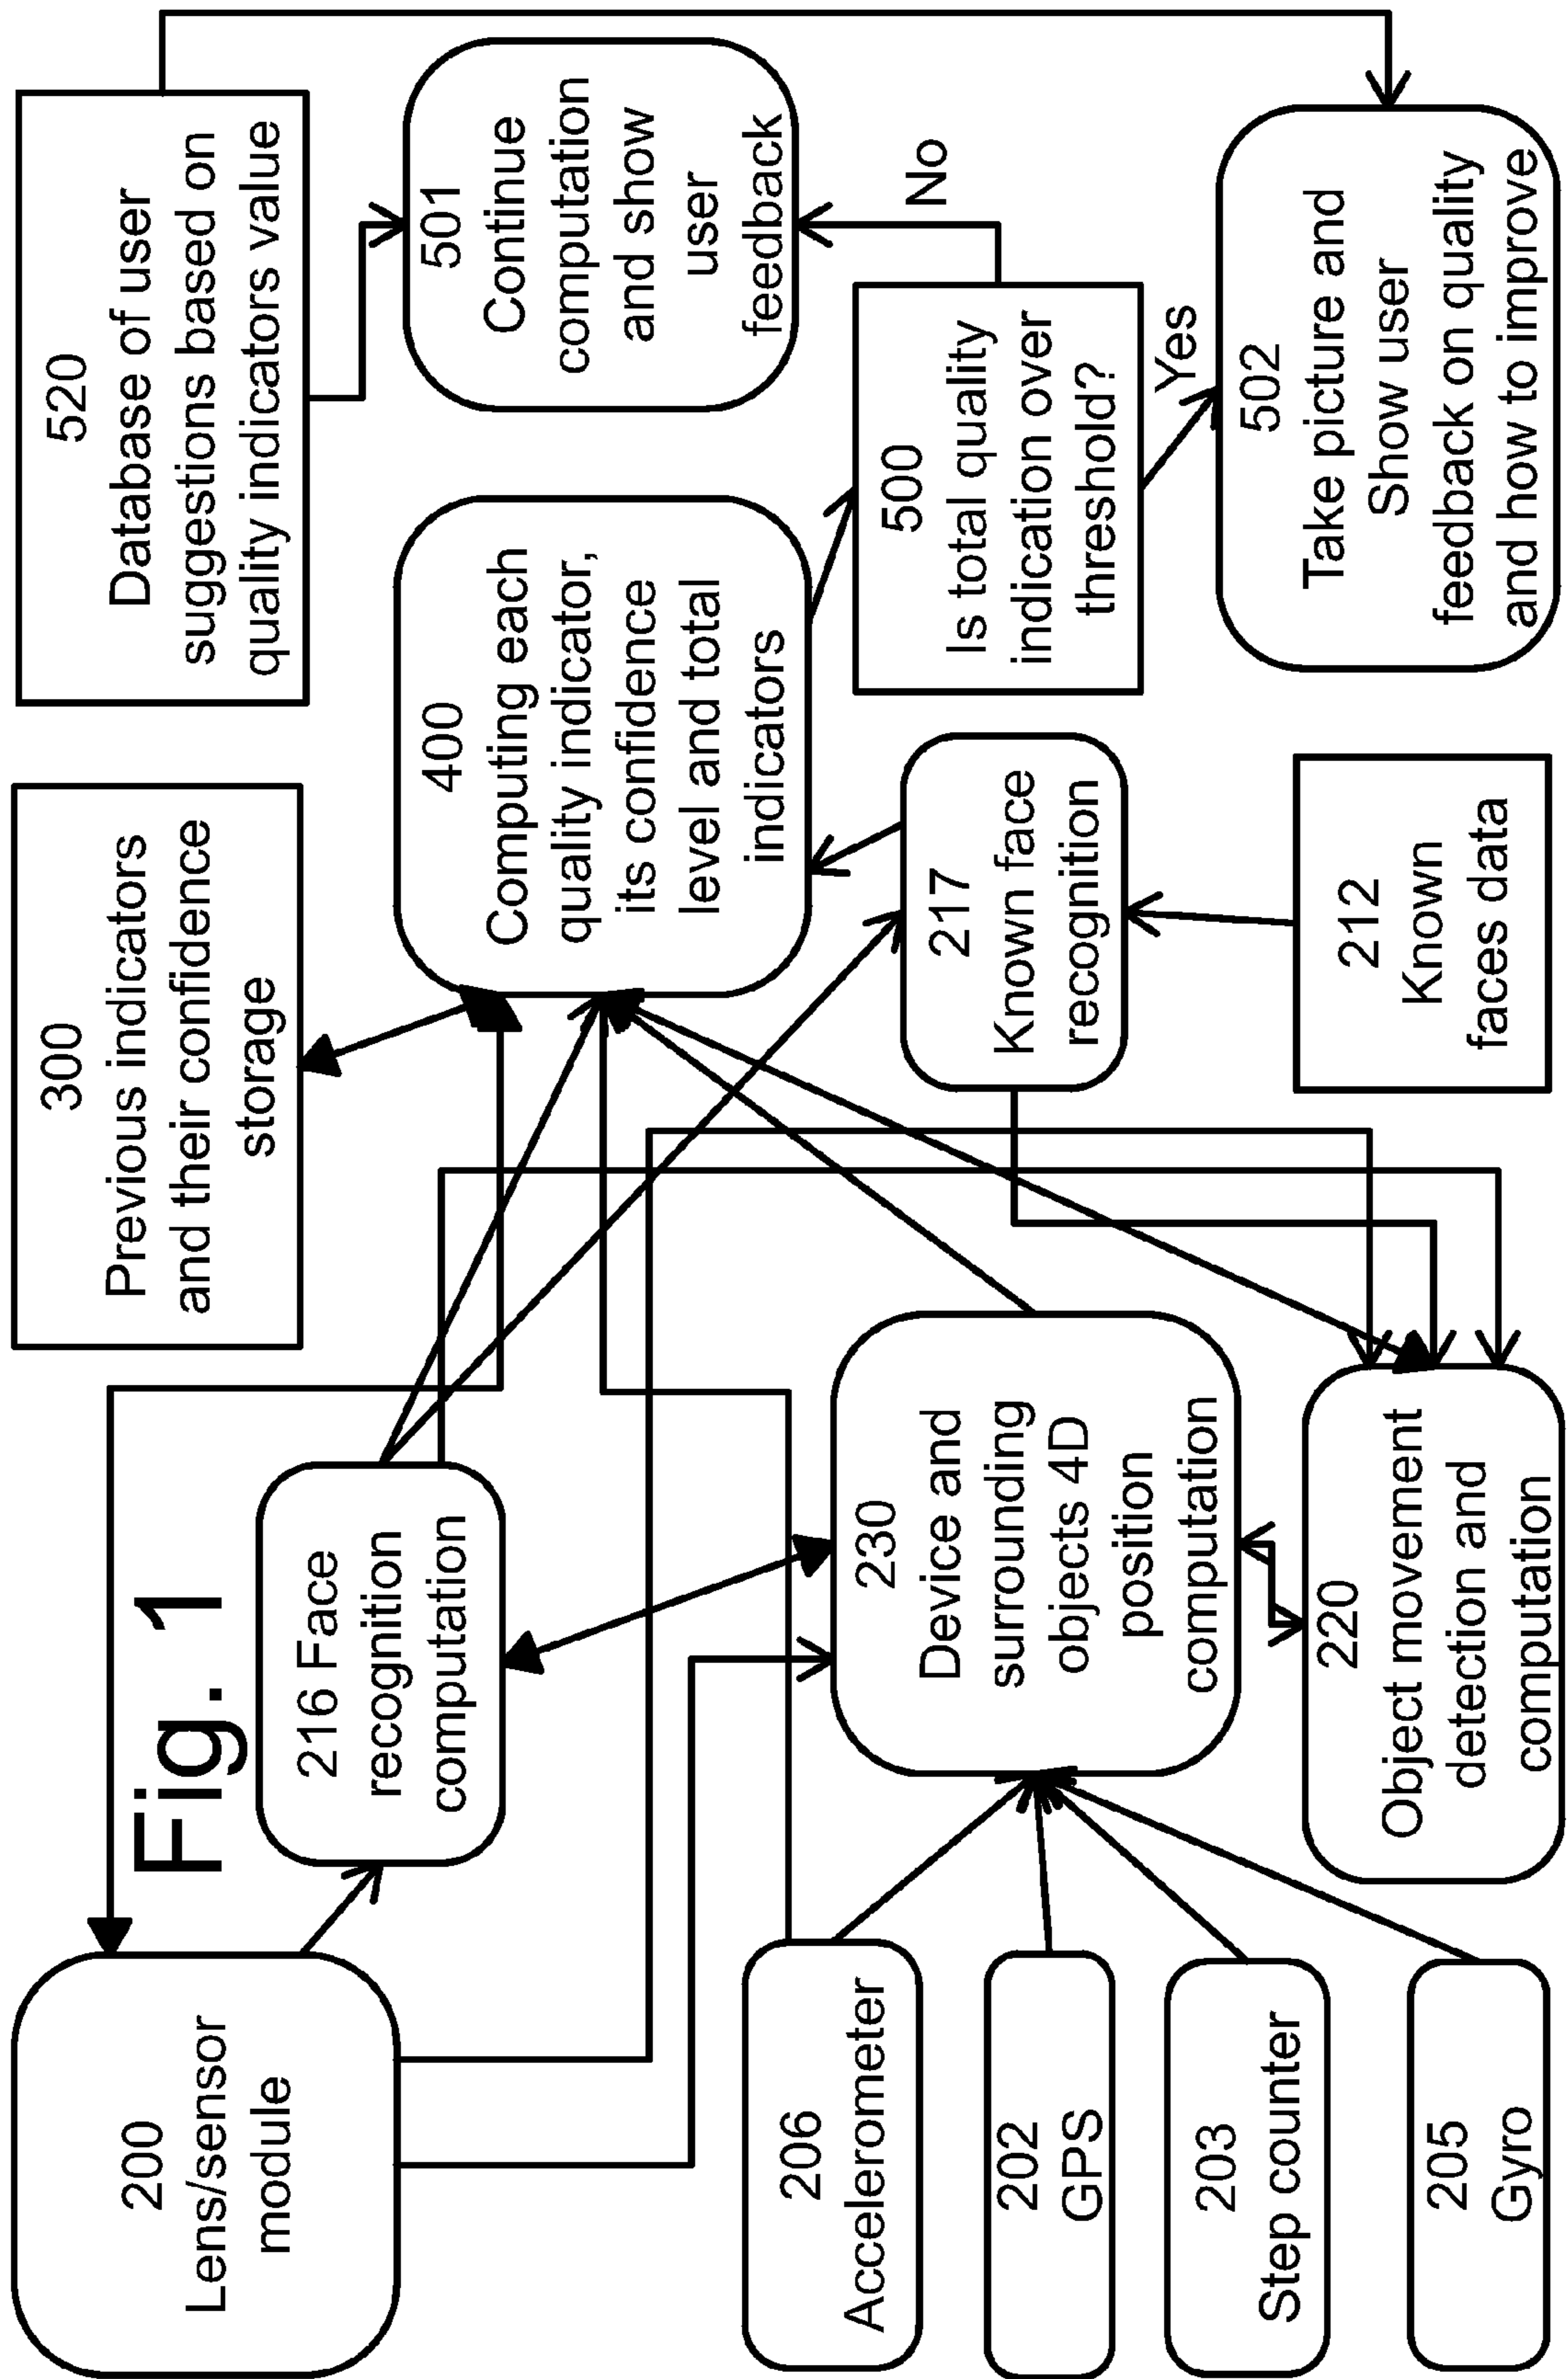 Fig. 1
200
Lens/sensor
module
216 Face
recognition
computation
300
Previous indicators
and their confidence
storage
520
Database of user
suggestions based on
quality indicators value
400
Computing each
quality indicator,
its confidence
level and total
indicators
501
Continue
computation
and show
user
feedback
No
206
Accelerometer
202
GPS
203
Step counter
205
Gyro
230
Device and
surrounding
objects 4D
position
computation
220
Object movement
detection and
computation
217
Known face
recognition
212
Known
faces data
500
Is total quality
indication over
threshold?
Yes
502
Take picture and
Show user
feedback on quality
and how to improve